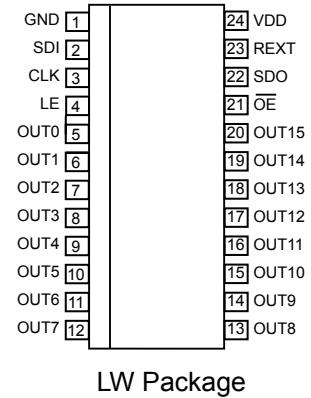 GND 1 24 VDD
SDI 2 23 REXT
CLK 3 22 SDO
LE 4 21 O̅E̅
OUT0 5 20 OUT15
OUT1 6 19 OUT14
OUT2 7 18 OUT13
OUT3 8 17 OUT12
OUT4 9 16 OUT11
OUT5 10 15 OUT10
OUT6 11 14 OUT9
OUT7 12 13 OUT8
LW Package